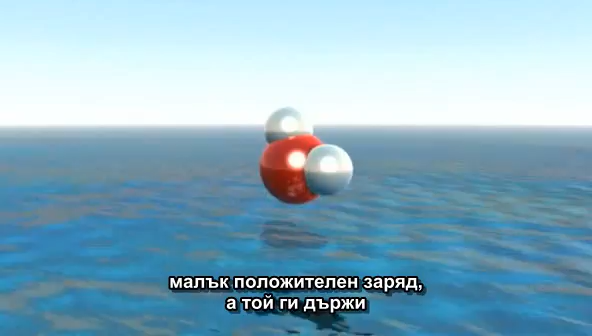 малък положителен заряд,
а той ги държи